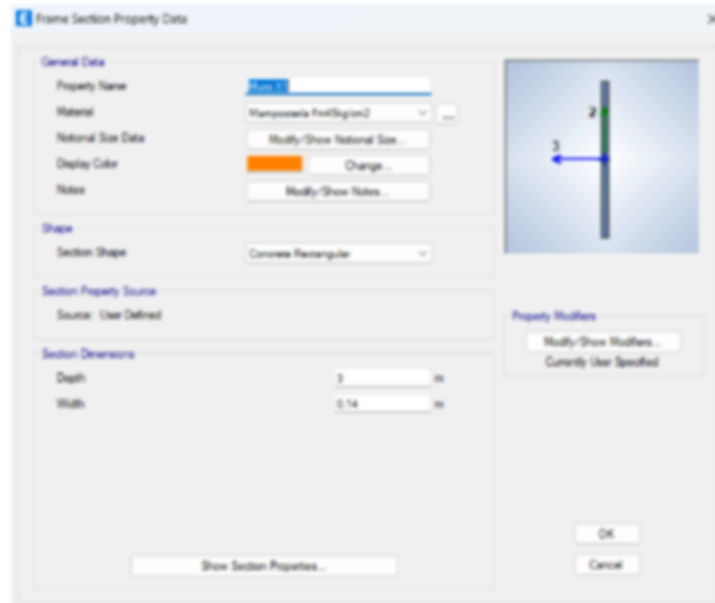 Frame Section Property Data
General Data
Property Name
Material
Mampostería
...
Notional Size Data
Modify/Show Notional Size...
Display Color
Change...
Notes
Modify/Show Notes...
2
3
Shape
Section Shape
Concrete Rectangular
Section Property Source
Source: User Defined
Property Modifiers
Modify/Show Modifiers...
Currently User Specified
Section Dimensions
Depth
3
m
Width
0.14
m
Show Section Properties...
OK
Cancel